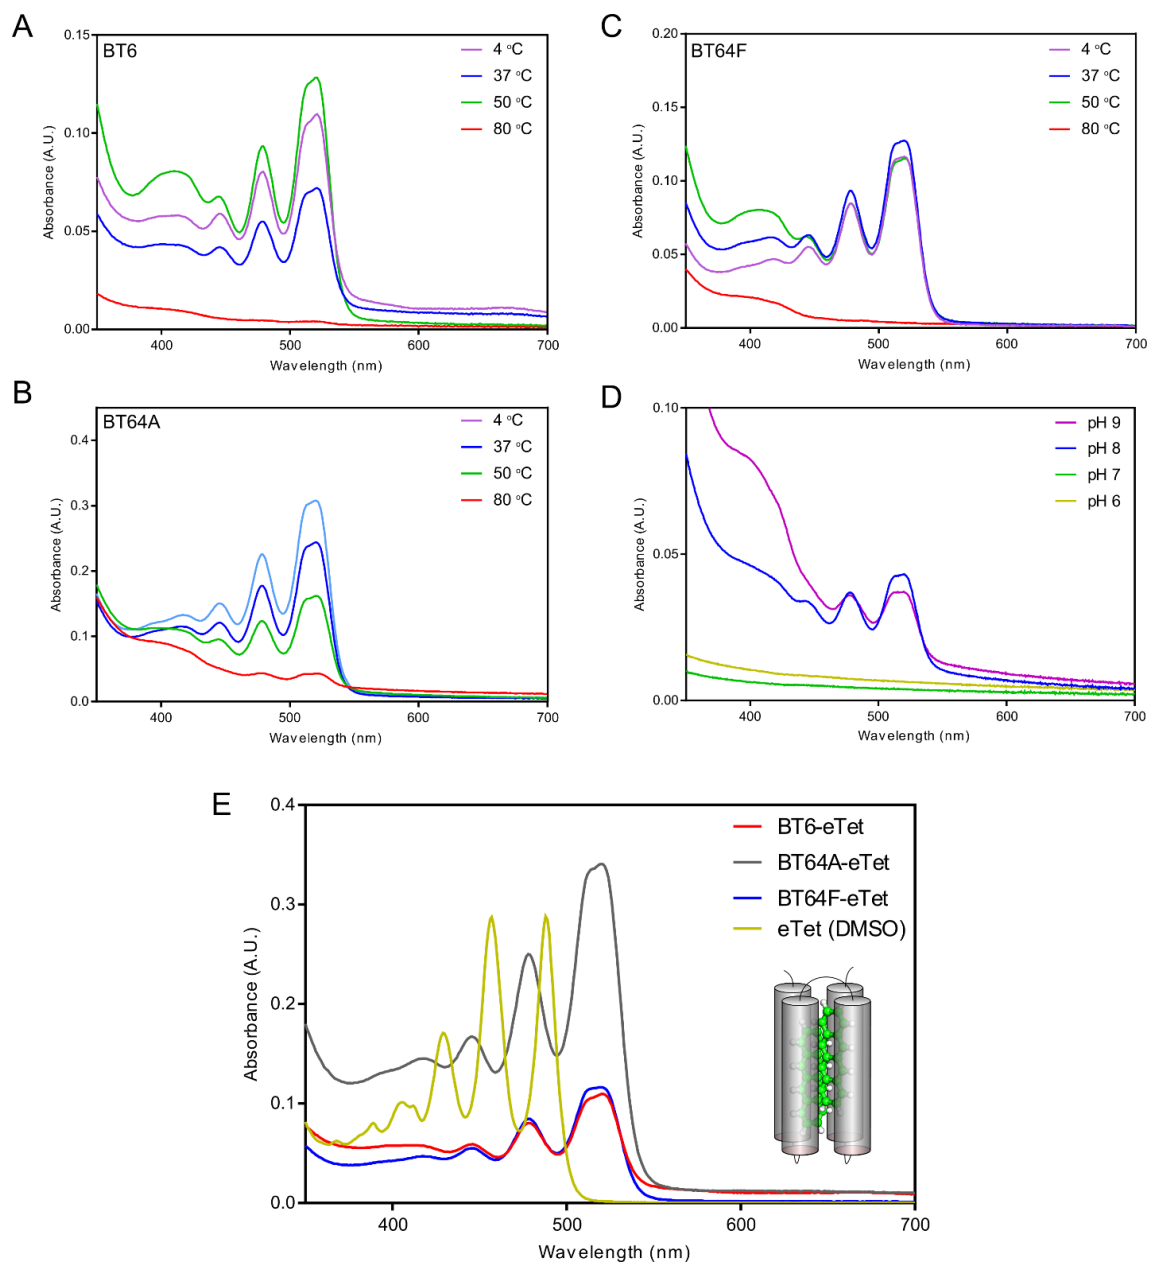 A
BT6
4 °C
37 °C
50 °C
80 °C
0.15
0.10
0.05
0.00
Absorbance (A.U.)
400
500
600
700
Wavelength (nm)
C
BT64F
4 °C
37 °C
50 °C
80 °C
0.20
0.15
0.10
0.05
0.00
Absorbance (A.U.)
400
500
600
700
Wavelength (nm)
B
BT64A
4 °C
37 °C
50 °C
80 °C
0.4
0.3
0.2
0.1
0.0
Absorbance (A.U.)
400
500
600
700
Wavelength (nm)
D
pH 9
pH 8
pH 7
pH 6
0.10
0.05
0.00
Absorbance (A.U.)
400
500
600
700
Wavelength (nm)
E
BT6-eTet
BT64A-eTet
BT64F-eTet
eTet (DMSO)
0.4
0.3
0.2
0.1
0.0
Absorbance (A.U.)
400
500
600
700
Wavelength (nm)